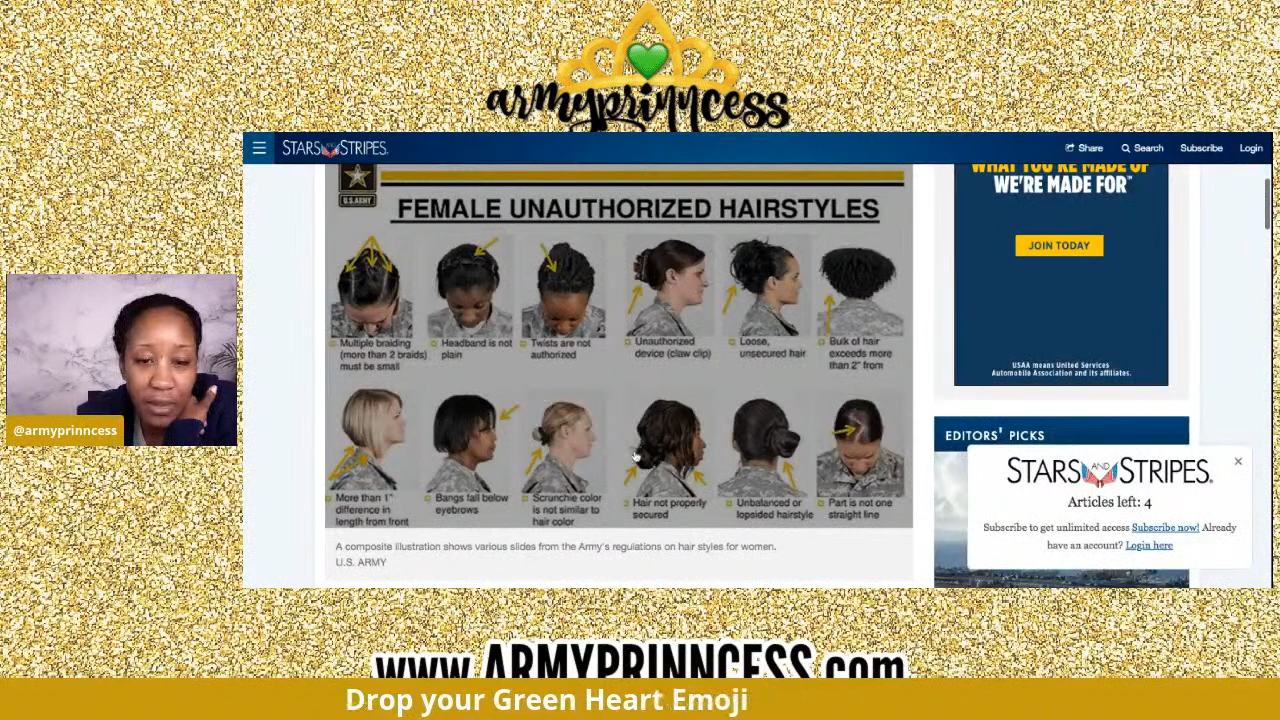 armyprinncess
STARS AND STRIPES.
Share
Search
Subscribe
Login
U.S. ARMY
FEMALE UNAUTHORIZED HAIRSTYLES
Multiple braiding
(more than 2 braids)
must be small
Headband is not
plain
Twists are not
authorized
Unauthorized
device (claw clip)
Loose,
unsecured hair
Bulk of hair
exceeds more
than 2" from
More than 1"
difference in
length from front
Bangs fall below
eyebrows
Scrunchie color
is not similar to
hair color
Hair not properly
secured
Unbalanced or
lopsided hairstyle
Part is not one
straight line
A composite illustration shows various slides from the Army's regulations on hair styles for women.
U.S. ARMY
WHAT YOU'RE MADE OF
WE'RE MADE FOR™
JOIN TODAY
USAA means United Services
Automobile Association and its affiliates.
EDITORS' PICKS
STARS AND STRIPES.
Articles left: 4
Subscribe to get unlimited access Subscribe now! Already
have an account? Login here
@armyprinncess
www.ARMYPRINNCESS.com
Drop your Green Heart Emoji